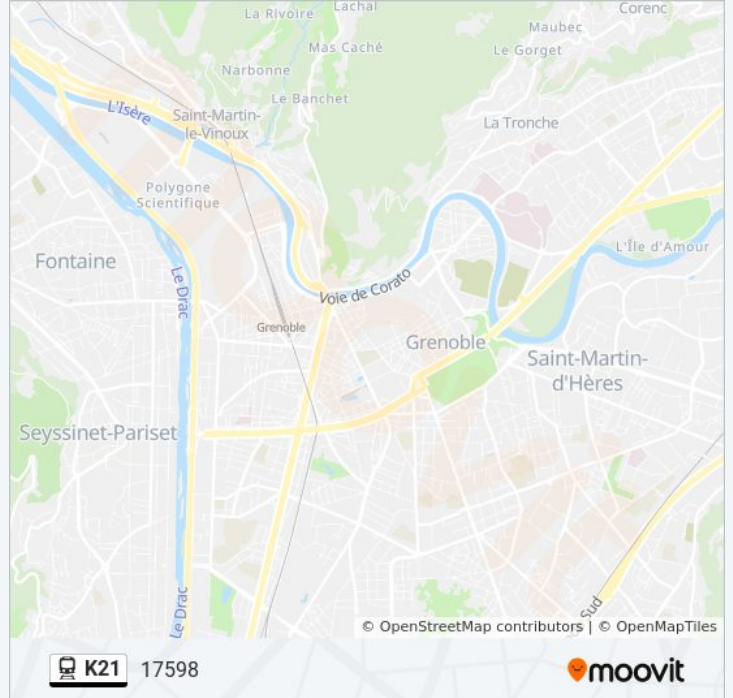 La Rivoire
Lachal
Corenc
Maubec
Mas Caché
Le Gorget
Narbonne
Le Banchet
L'Isère
Saint-Martin-
le-Vinoux
La Tronche
Polygone
Scientifique
L'Île d'Amour
Fontaine
Le Drac
Voie de Corato
Grenoble
Grenoble
Saint-Martin-
d'Hères
Seyssinet-Pariset
Le Drac
Sud
© OpenStreetMap contributors | © OpenMapTiles
K21 17598
moovit